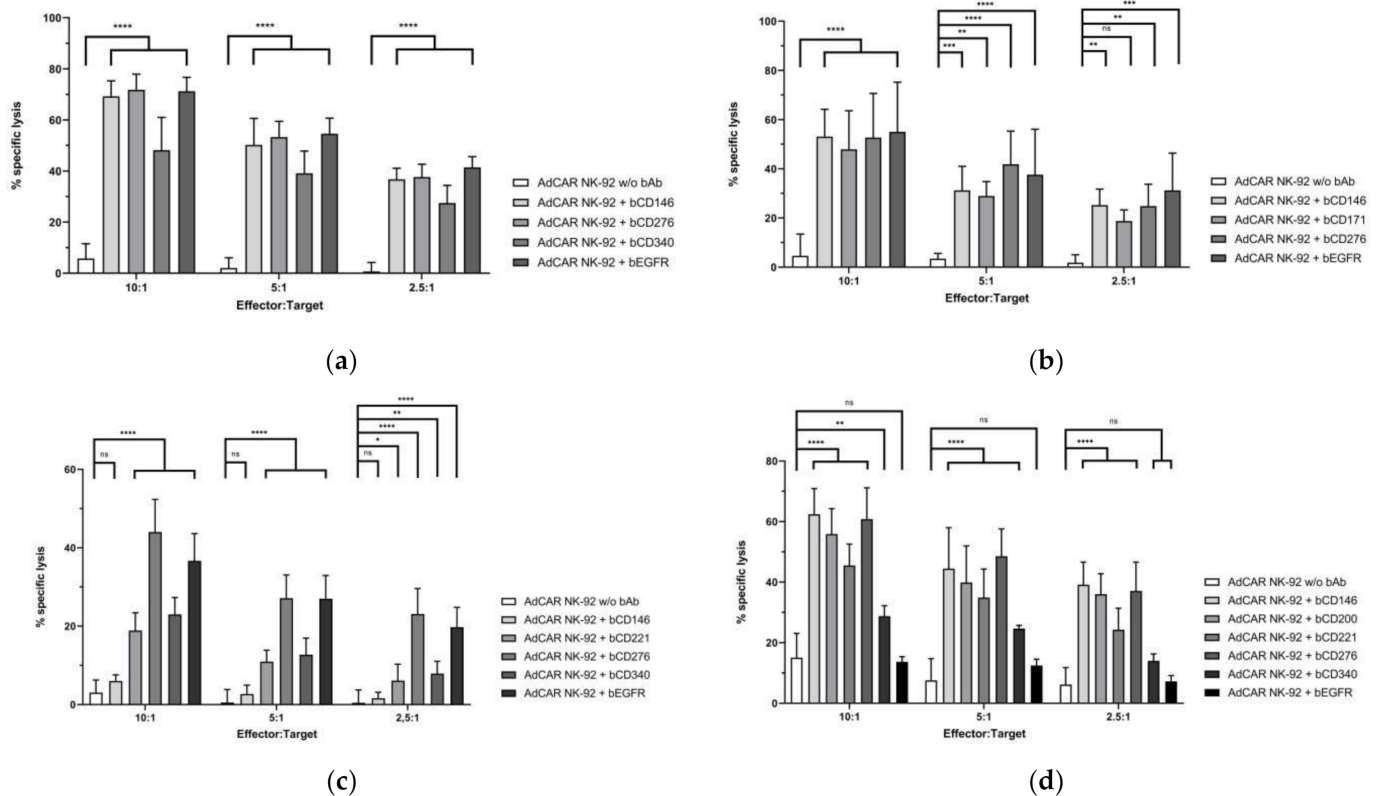 **** **** ****
100
80
60
40
20
0
% specific lysis
10:1 5:1 2.5:1
Effector:Target
AdCAR NK-92 w/o bAb
AdCAR NK-92 + bCD146
AdCAR NK-92 + bCD276
AdCAR NK-92 + bCD340
AdCAR NK-92 + bEGFR
(a)
****
****
****
**
***
***
**
ns
**
100
80
60
40
20
0
% specific lysis
10:1 5:1 2.5:1
Effector:Target
AdCAR NK-92 w/o bAb
AdCAR NK-92 + bCD146
AdCAR NK-92 + bCD171
AdCAR NK-92 + bCD276
AdCAR NK-92 + bEGFR
(b)
****
ns
****
ns
****
**
****
*
ns
60
40
20
0
% specific lysis
10:1 5:1 2,5:1
Effector:Target
AdCAR NK-92 w/o bAb
AdCAR NK-92 + bCD146
AdCAR NK-92 + bCD221
AdCAR NK-92 + bCD276
AdCAR NK-92 + bCD340
AdCAR NK-92 + bEGFR
(c)
ns
**
****
ns
****
ns
****
80
60
40
20
0
% specific lysis
10:1 5:1 2.5:1
Effector:Target
AdCAR NK-92 w/o bAb
AdCAR NK-92 + bCD146
AdCAR NK-92 + bCD200
AdCAR NK-92 + bCD221
AdCAR NK-92 + bCD276
AdCAR NK-92 + bCD340
AdCAR NK-92 + bEGFR
(d)